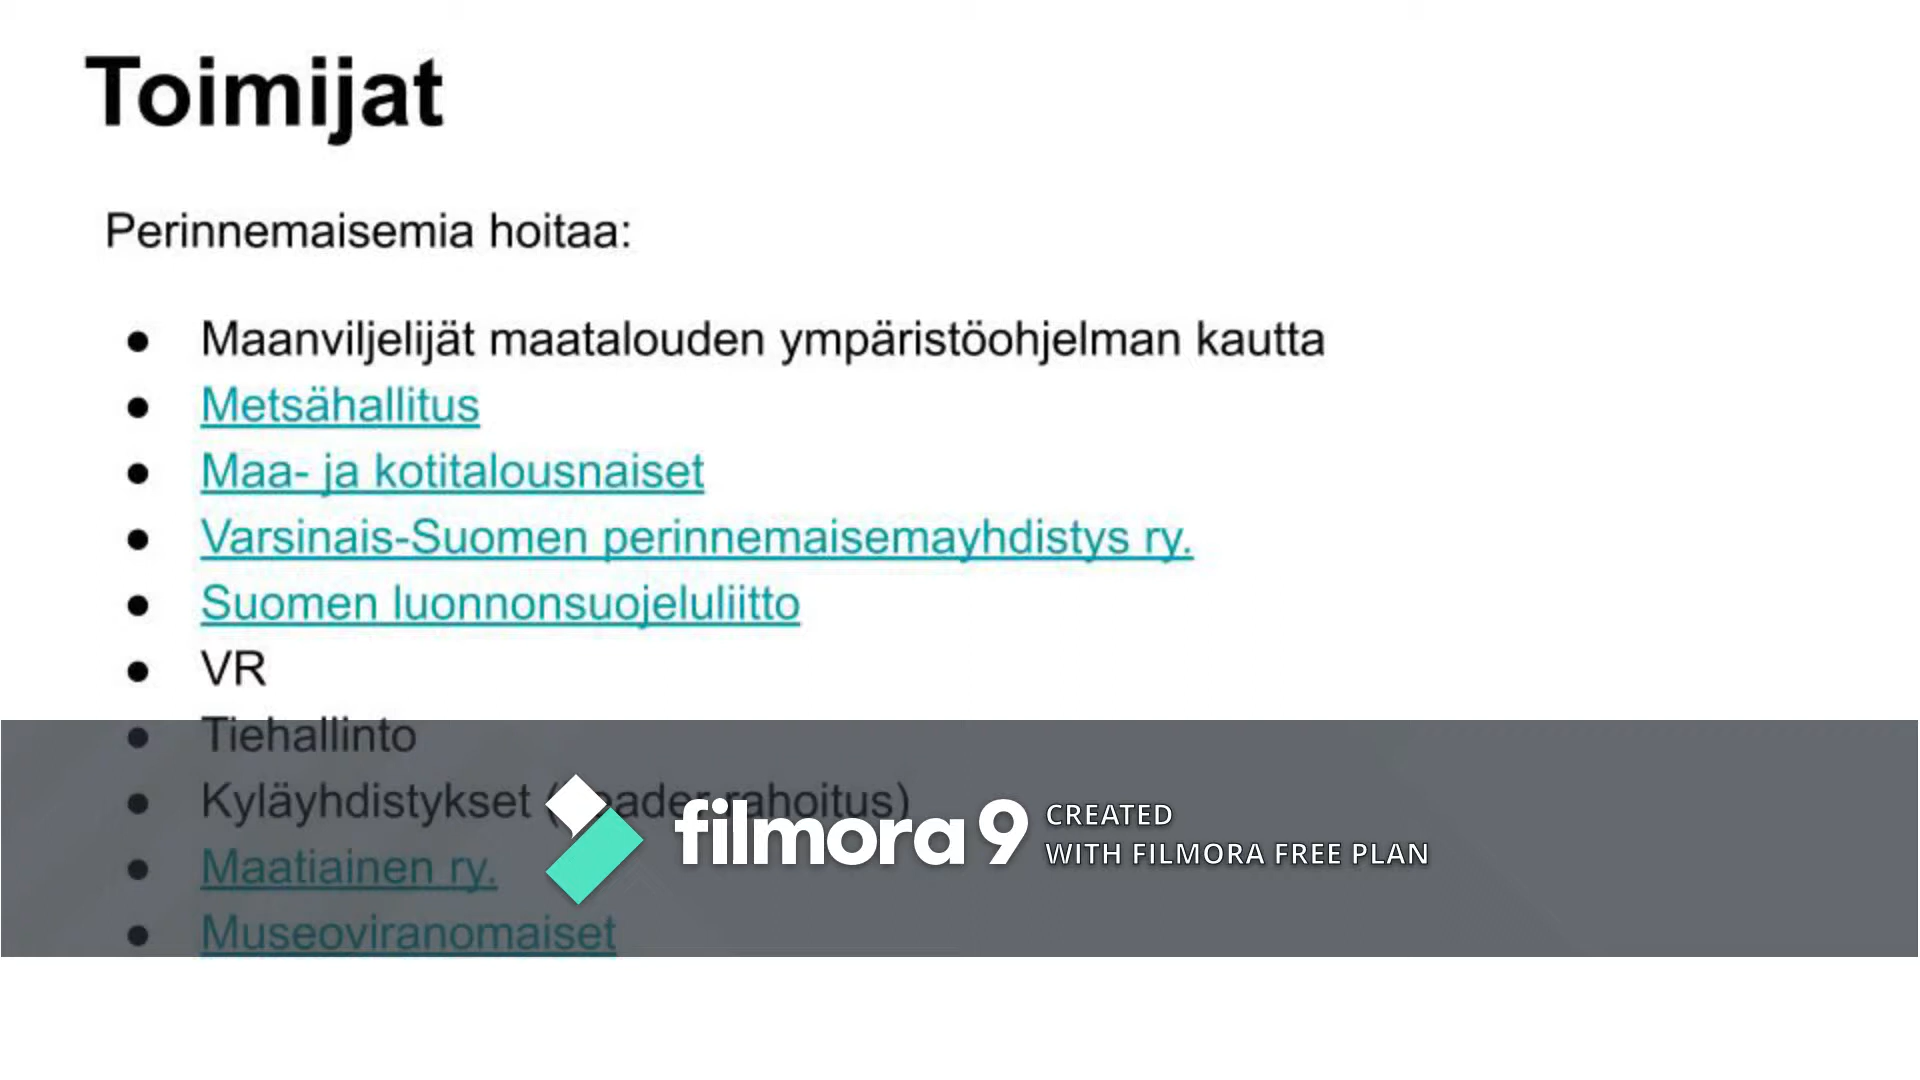 Toimijat
Perinnemaisemia hoitaa:
● Maanviljelijät maatalouden ympäristöohjelman kautta
● Metsähallitus
● Maa- ja kotitalousnaiset
● Varsinais-Suomen perinnemaisemayhdistys ry.
● Suomen luonnonsuojeluliitto
● VR
● Tiehallinto
● Kyläyhdistykset rahoitus)
● Maatiainen ry.
● Museoviranomaiset
filmora9
CREATED
WITH FILMORA FREE PLAN